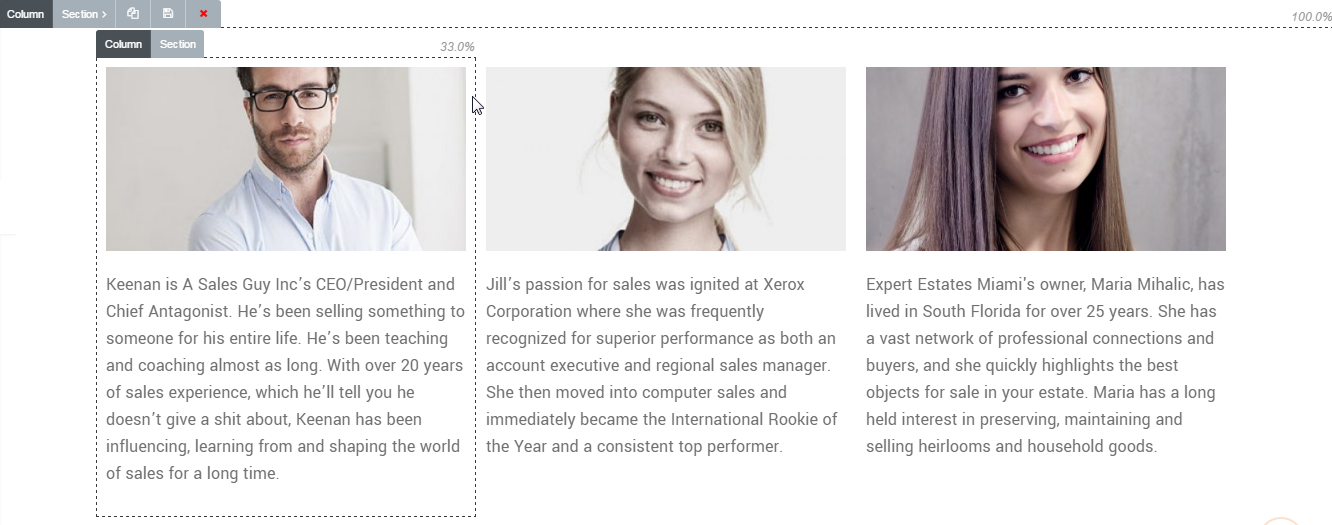 Column Section > 100.0%
Column Section 33.0%
Keenan is A Sales Guy Inc's CEO/President and
Chief Antagonist. He's been selling something to
someone for his entire life. He's been teaching
and coaching almost as long. With over 20 years
of sales experience, which he'll tell you he
doesn't give a shit about, Keenan has been
influencing, learning from and shaping the world
of sales for a long time.
Jill's passion for sales was ignited at Xerox
Corporation where she was frequently
recognized for superior performance as both an
account executive and regional sales manager.
She then moved into computer sales and
immediately became the International Rookie of
the Year and a consistent top performer.
Expert Estates Miami's owner, Maria Mihalic, has
lived in South Florida for over 25 years. She has
a vast network of professional connections and
buyers, and she quickly highlights the best
objects for sale in your estate. Maria has a long
held interest in preserving, maintaining and
selling heirlooms and household goods.